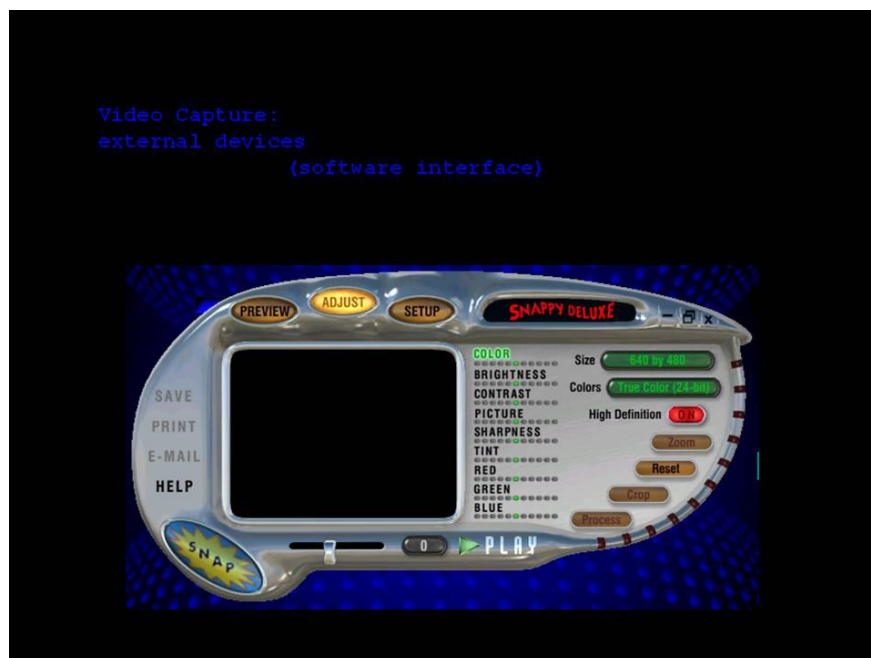 Video Capture:
external devices
(software interface)
PREVIEW
ADJUST
SETUP
SNAPPY DELUXE
COLOR
BRIGHTNESS
CONTRAST
PICTURE
SHARPNESS
TINT
RED
GREEN
BLUE
Size 640 by 480
Colors True Color (24-bit)
High Definition ON
Zoom
Reset
Crop
Process
SAVE
PRINT
E-MAIL
HELP
SNAP
0
PLAY